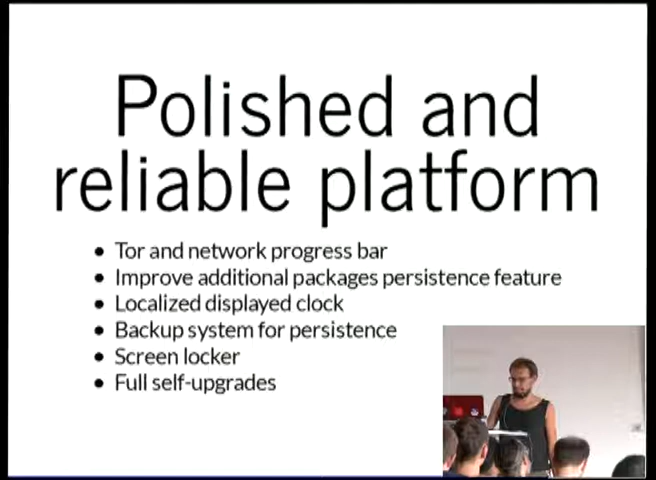 Polished and
reliable platform
• Tor and network progress bar
• Improve additional packages persistence feature
• Localized displayed clock
• Backup system for persistence
• Screen locker
• Full self-upgrades